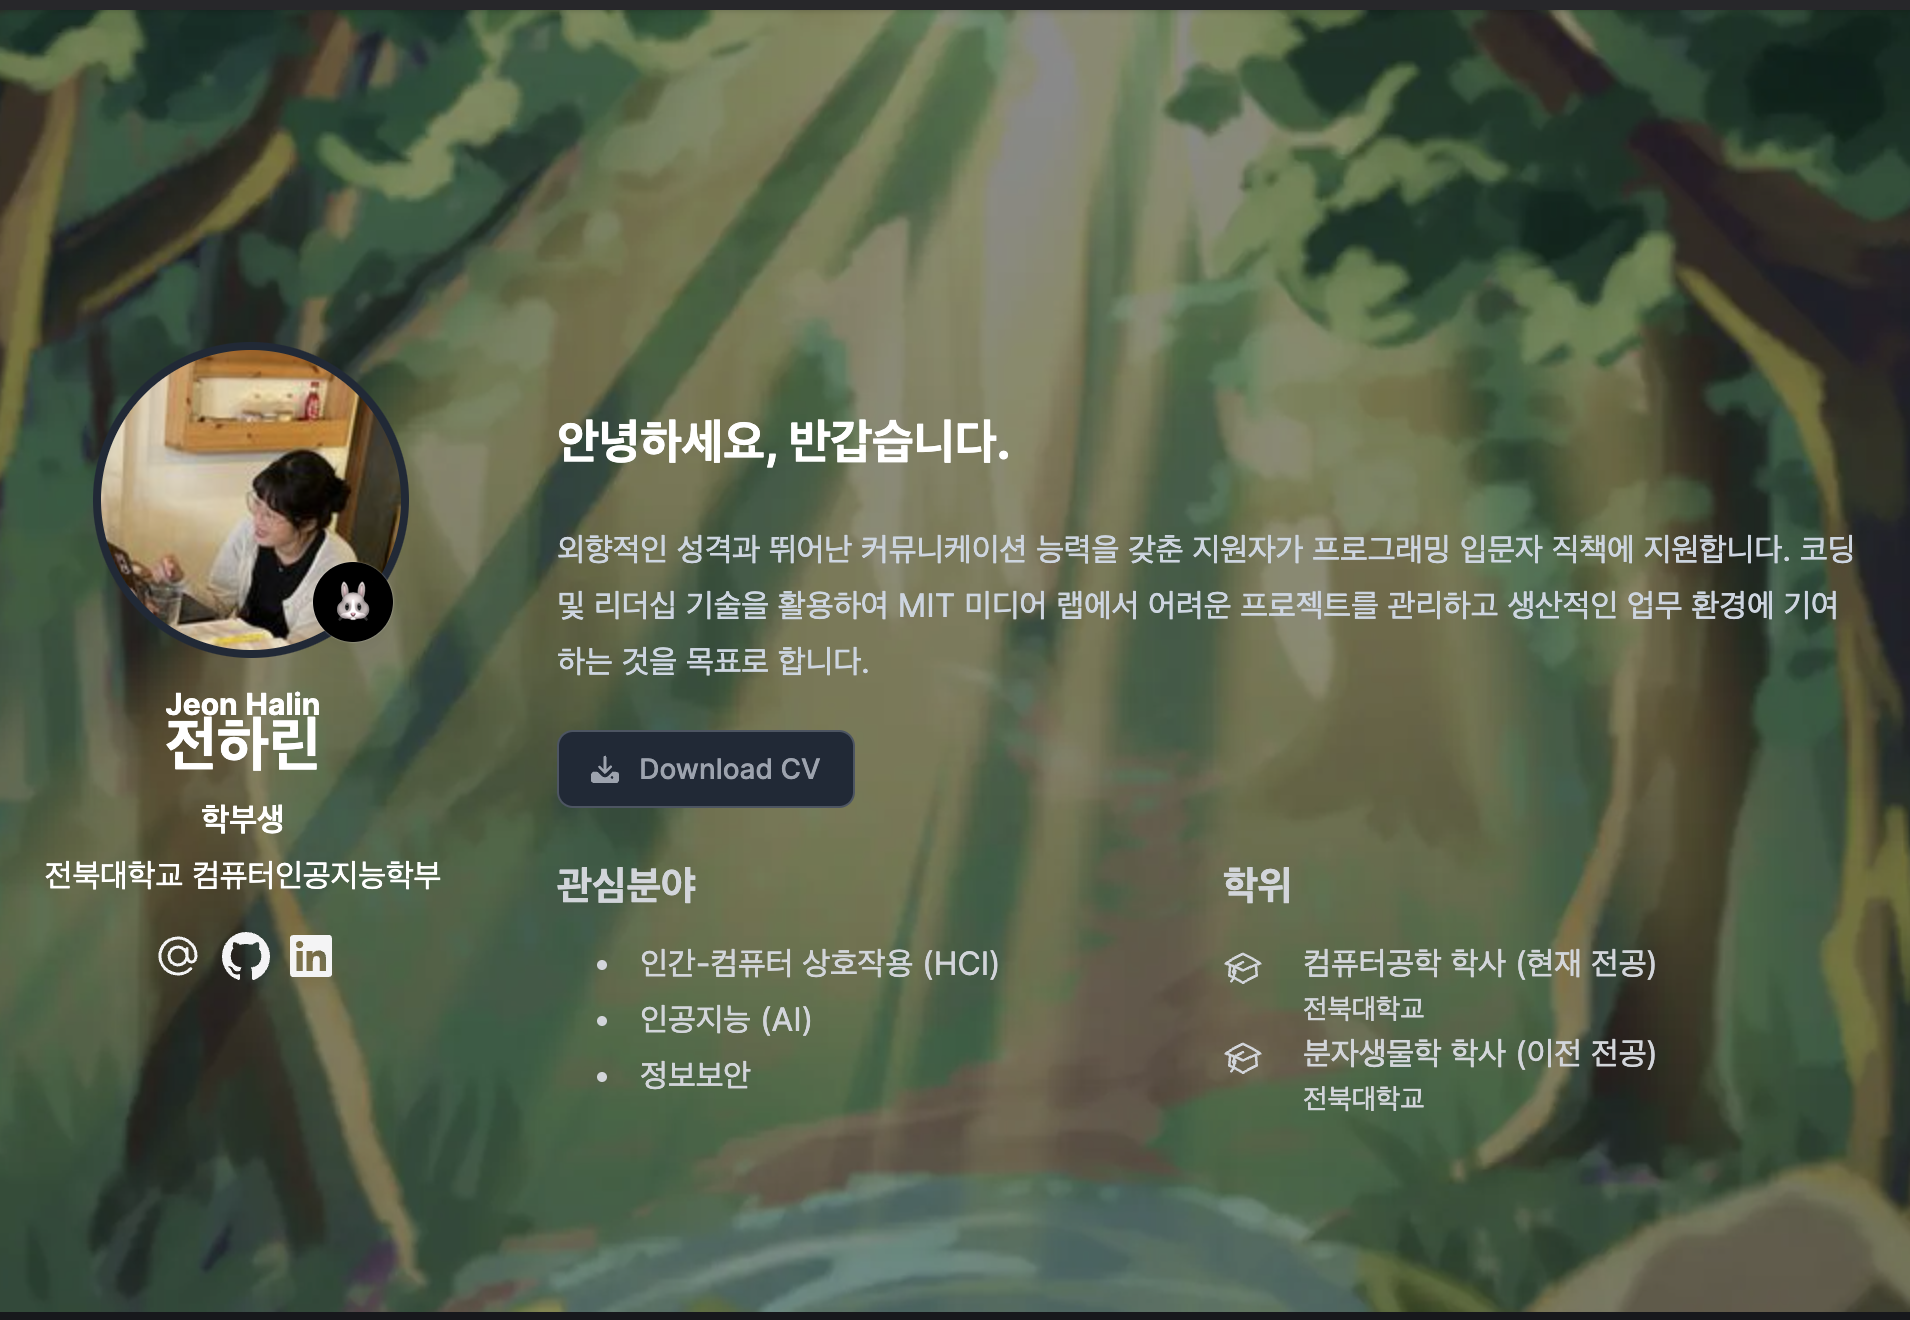 Jeon Halin
전하린
학부생
전북대학교 컴퓨터인공지능학부
안녕하세요, 반갑습니다.
외향적인 성격과 뛰어난 커뮤니케이션 능력을 갖춘 지원자가 프로그래밍 입문자 직책에 지원합니다. 코딩
및 리더십 기술을 활용하여 MIT 미디어 랩에서 어려운 프로젝트를 관리하고 생산적인 업무 환경에 기여
하는 것을 목표로 합니다.
Download CV
관심분야
인간-컴퓨터 상호작용 (HCI)
인공지능 (AI)
정보보안
학위
컴퓨터공학 학사 (현재 전공)
전북대학교
분자생물학 학사 (이전 전공)
전북대학교